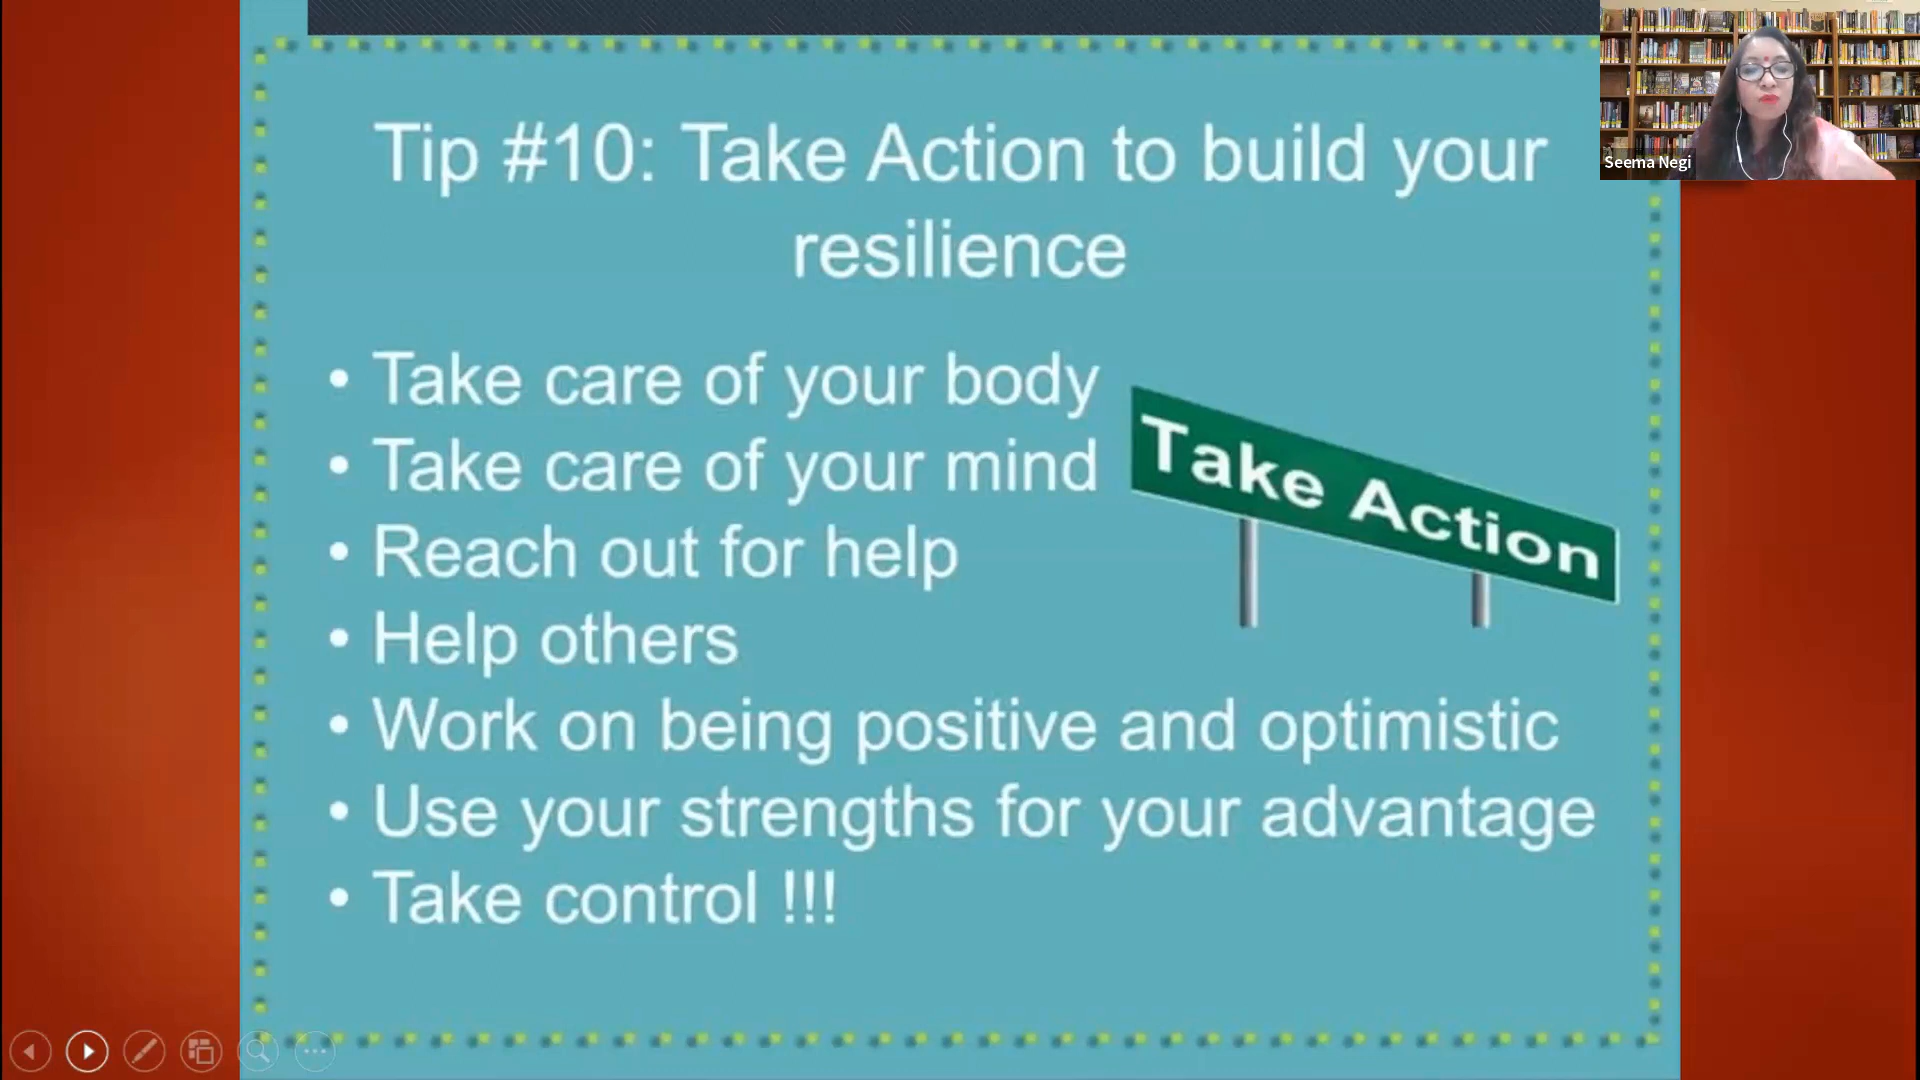 Tip #10: Take Action to build your
resilience
• Take care of your body
• Take care of your mind
• Reach out for help
• Help others
• Work on being positive and optimistic
• Use your strengths for your advantage
• Take control !!!
Take Action
Seema Negi